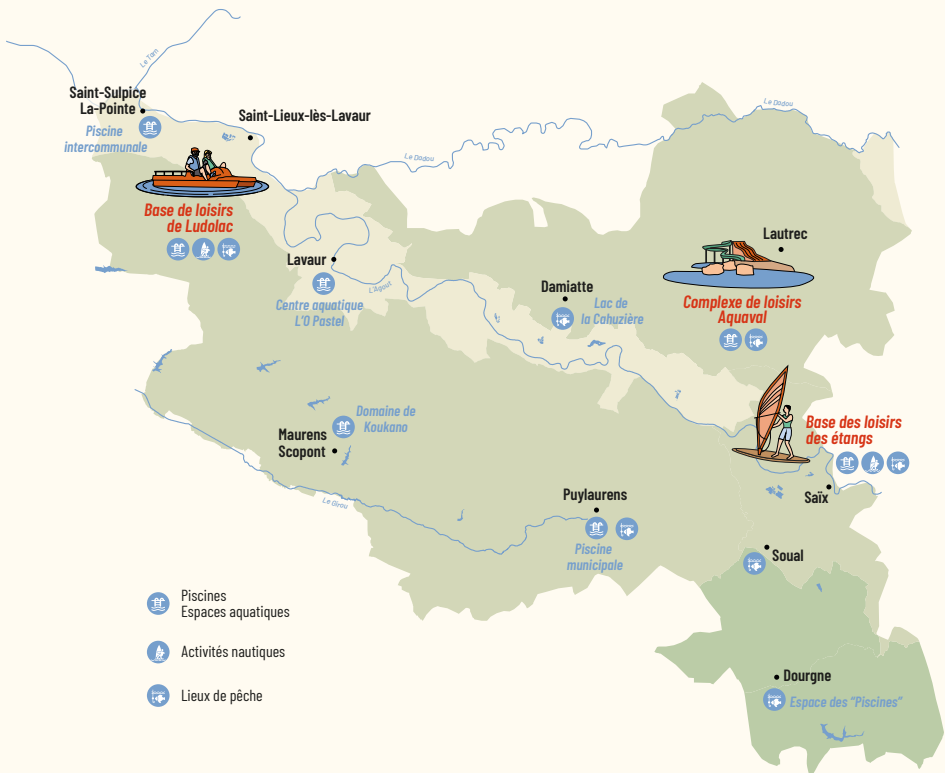 Le Tarn
Saint-Sulpice
La-Pointe
Piscine
intercommunale
Saint-Lieux-lès-Lavaur
Le Dadou
Le Dadou
Base de loisirs
de Ludolac
Lavaur
Centre aquatique
L'O Pastel
L'Agout
Damiatte
Lac de
la Cahuzière
Lautrec
Complexe de loisirs
Aquaval
Domaine de
Koukano
Maurens
Scopont
Base des loisirs
des étangs
Saïx
Le Girou
Puylaurens
Piscine
municipale
Soual
Dourgne
Espace des "Piscines"
Piscines
Espaces aquatiques
Activités nautiques
Lieux de pêche